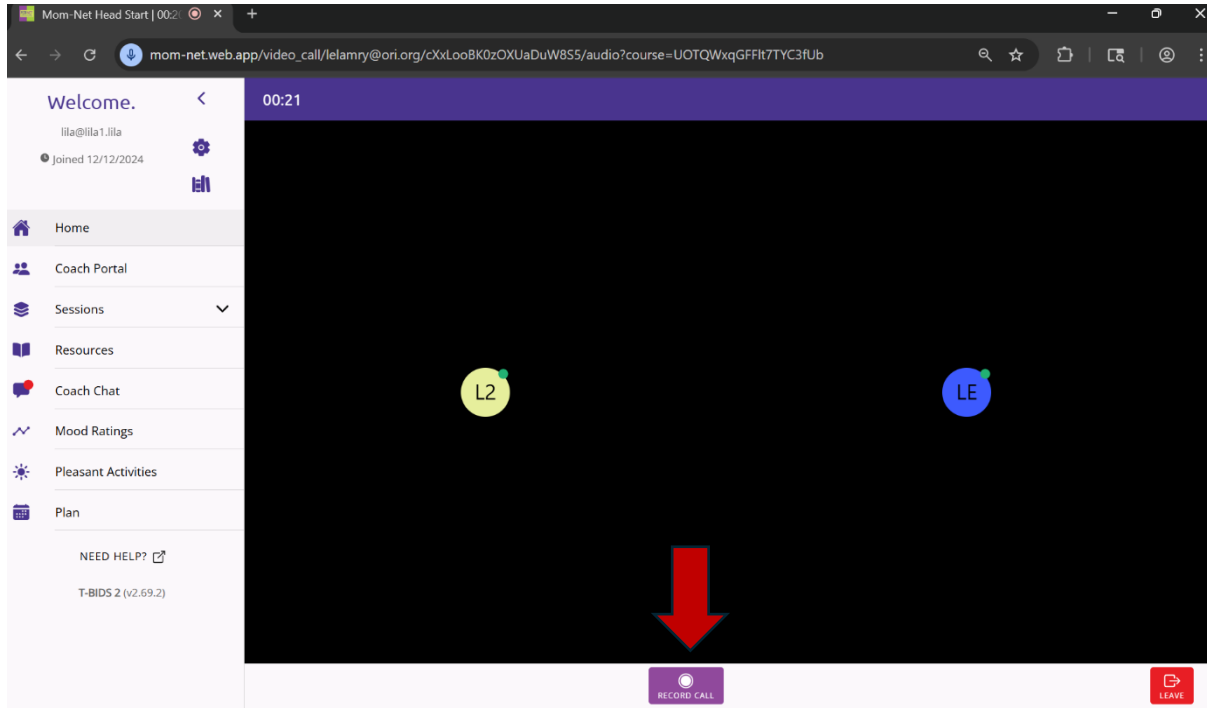 Mom-Net Head Start | 00:20
mom-net.web.app/video_call/lelamry@ori.org/cXxLooBK0zOXUaDuW8S5/audio?course=UOTQWxqGFFlt7TYC3fUb
Welcome.
lila@lila1.lila
Joined 12/12/2024
00:21
Home
Coach Portal
Sessions
Resources
Coach Chat
Mood Ratings
Pleasant Activities
Plan
NEED HELP?
T-BIDS 2 (v2.69.2)
L2
LE
RECORD CALL
LEAVE